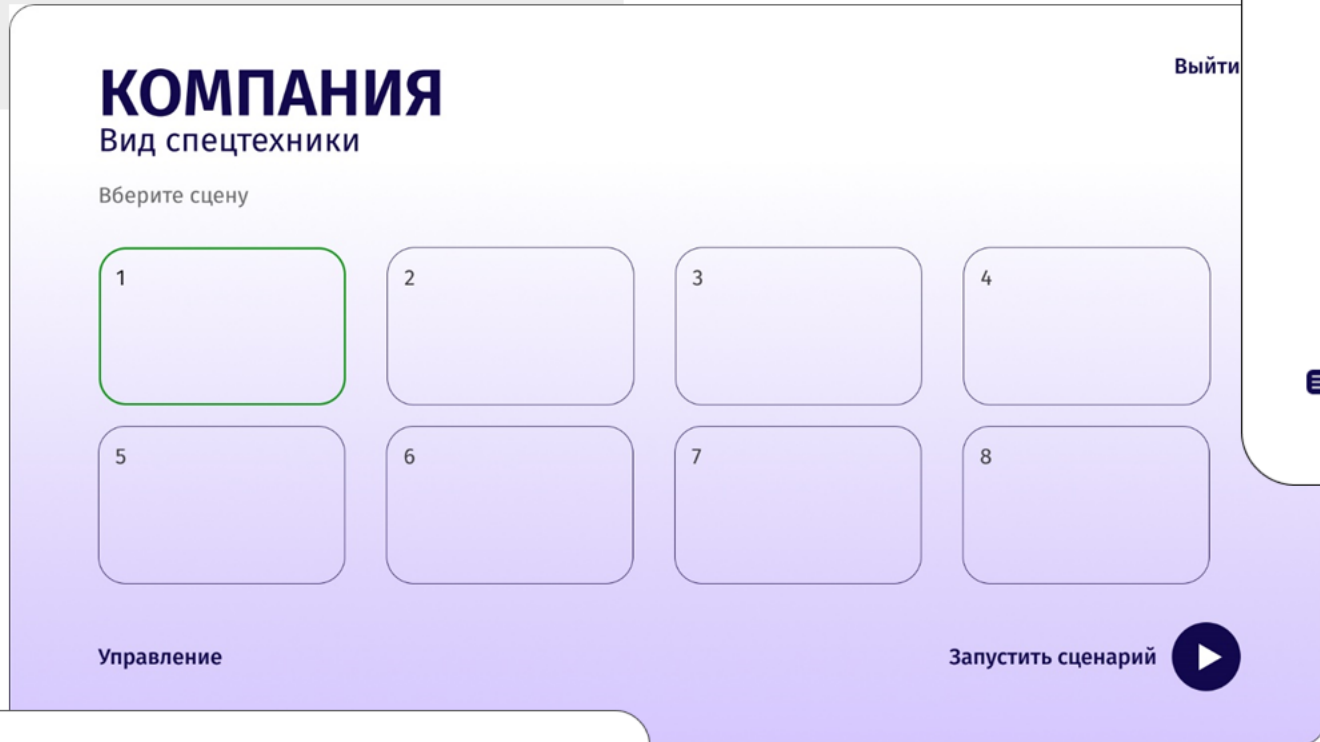 Выйти
КОМПАНИЯ
Вид спецтехники
Вберите сцену
1
2
3
4
5
6
7
8
Управление
Запустить сценарий